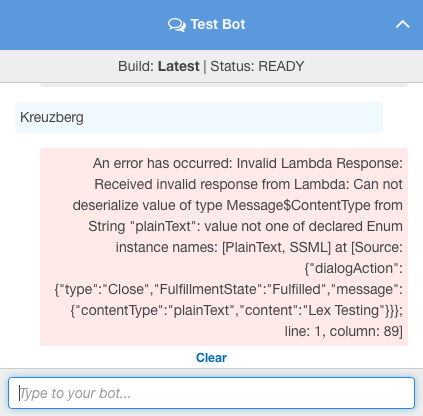 Test Bot
Build: Latest | Status: READY
Kreuzberg
An error has occurred: Invalid Lambda Response:
Received invalid response from Lambda: Can not
deserialize value of type Message$ContentType from
String "plainText": value not one of declared Enum
instance names: [PlainText, SSML] at [Source:
{"dialogAction":
{"type":"Close","FulfillmentState":"Fulfilled","message":
{"contentType":"plainText","content":"Lex Testing"}}};
line: 1, column: 89]
Clear
Type to your bot...